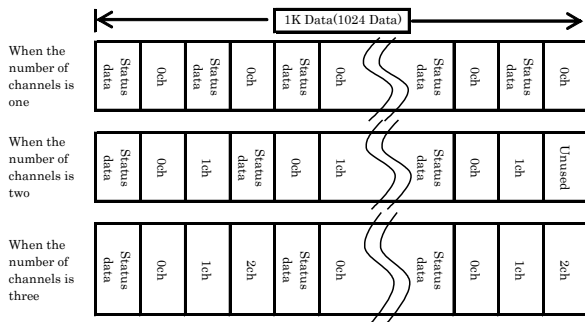 1K Data(1024 Data)
When the
number of
channels is
one
Status
data
0ch
Status
data
0ch
Status
data
0ch
Status
data
0ch
Status
data
0ch
When the
number of
channels is
two
Status
data
0ch
1ch
Status
data
0ch
1ch
Status
data
0ch
1ch
Unused
When the
number of
channels is
three
Status
data
0ch
1ch
2ch
Status
data
0ch
Status
data
0ch
1ch
2ch